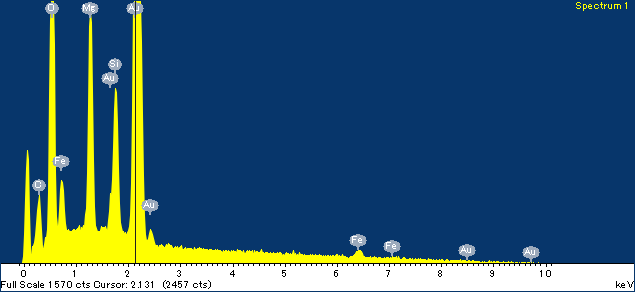 Spectrum 1
O Mg Au
Si
Au
Fe
O
Au
Fe Fe Au Au
0 1 2 3 4 5 6 7 8 9 10
Full Scale 1570 cts Cursor: 2.131 (2457 cts) keV